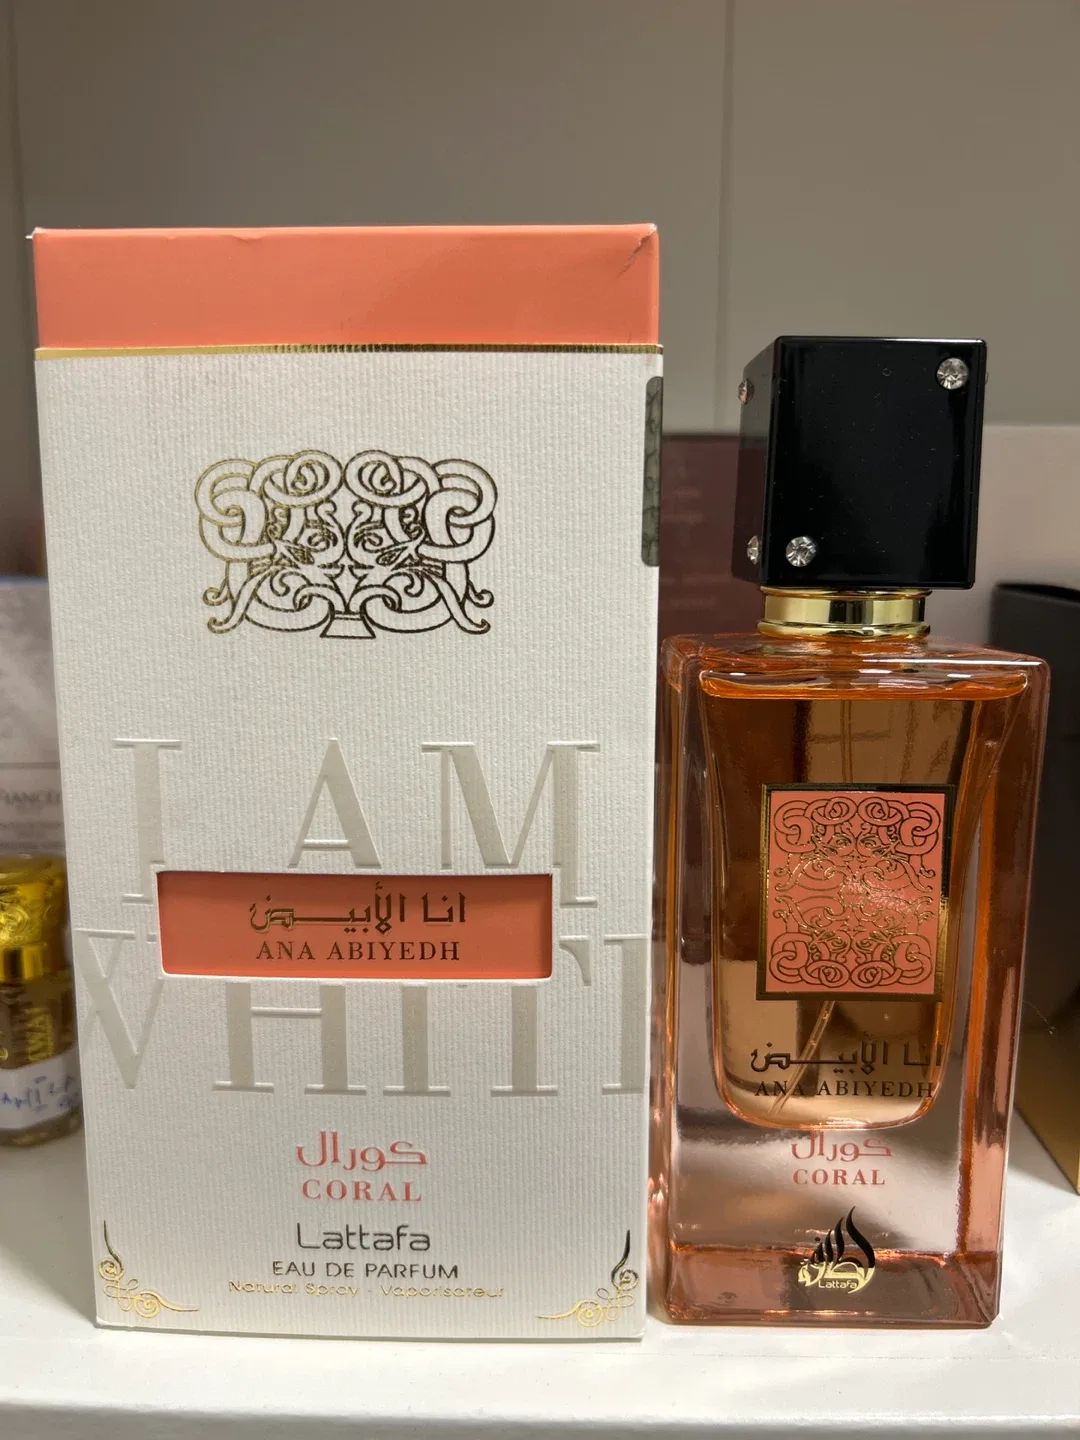 I AM
انا الأبيض
ANA ABIYEDH
WHITE
كورال
CORAL
Lattafa
EAU DE PARFUM
Natural Spray - Vaporisateur
انا الأبيض
ANA ABIYEDH
كورال
CORAL
لطافة
Lattafa